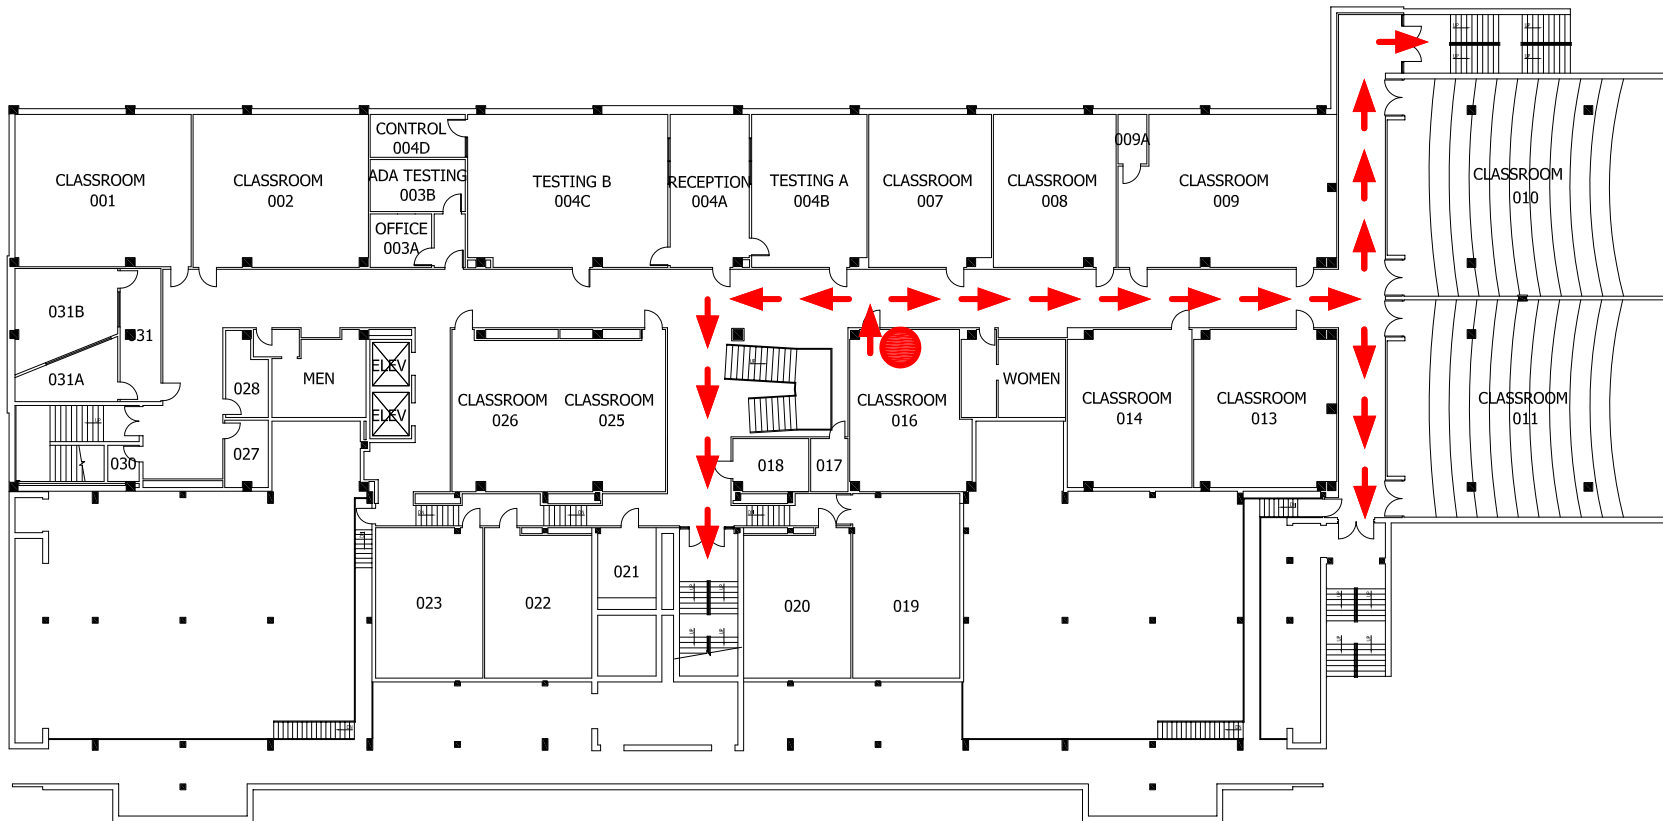 CONTROL
004D
009A
CLASSROOM
001
CLASSROOM
002
ADA TESTING
003B
TESTING B
004C
RECEPTION
004A
TESTING A
004B
CLASSROOM
007
CLASSROOM
008
CLASSROOM
009
CLASSROOM
010
OFFICE
003A
031B
031
031A
028
MEN
ELEV
ELEV
CLASSROOM
026
CLASSROOM
025
CLASSROOM
016
WOMEN
CLASSROOM
014
CLASSROOM
013
CLASSROOM
011
030
027
018
017
023
022
021
020
019